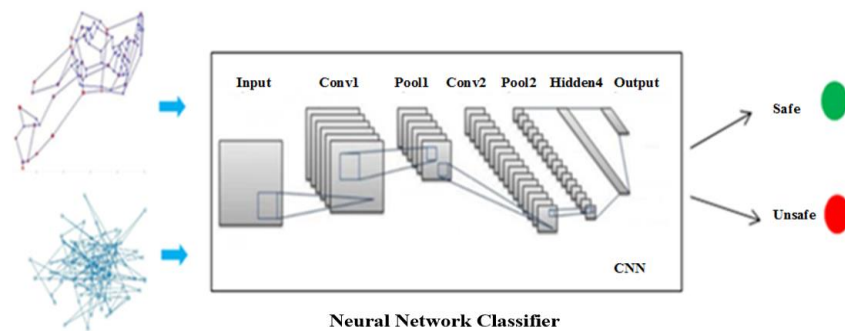 Input Conv1 Pool1 Conv2 Pool2 Hidden4 Output
Safe
Unsafe
CNN
Neural Network Classifier